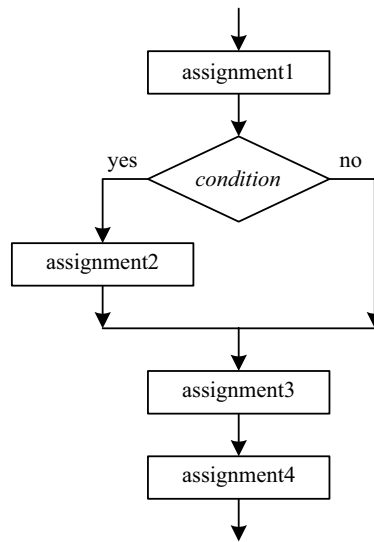 assignment1
yes
no
condition
assignment2
assignment3
assignment4